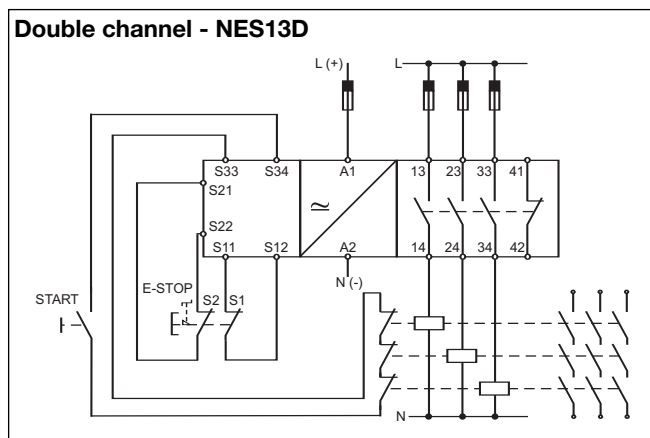 Double channel - NES13D
L (+) L
S33 S34 A1 13 23 33 41
S21
≃
S22
S11 S12 A2 14 24 34 42
N (-)
E-STOP
START S2 S1
N